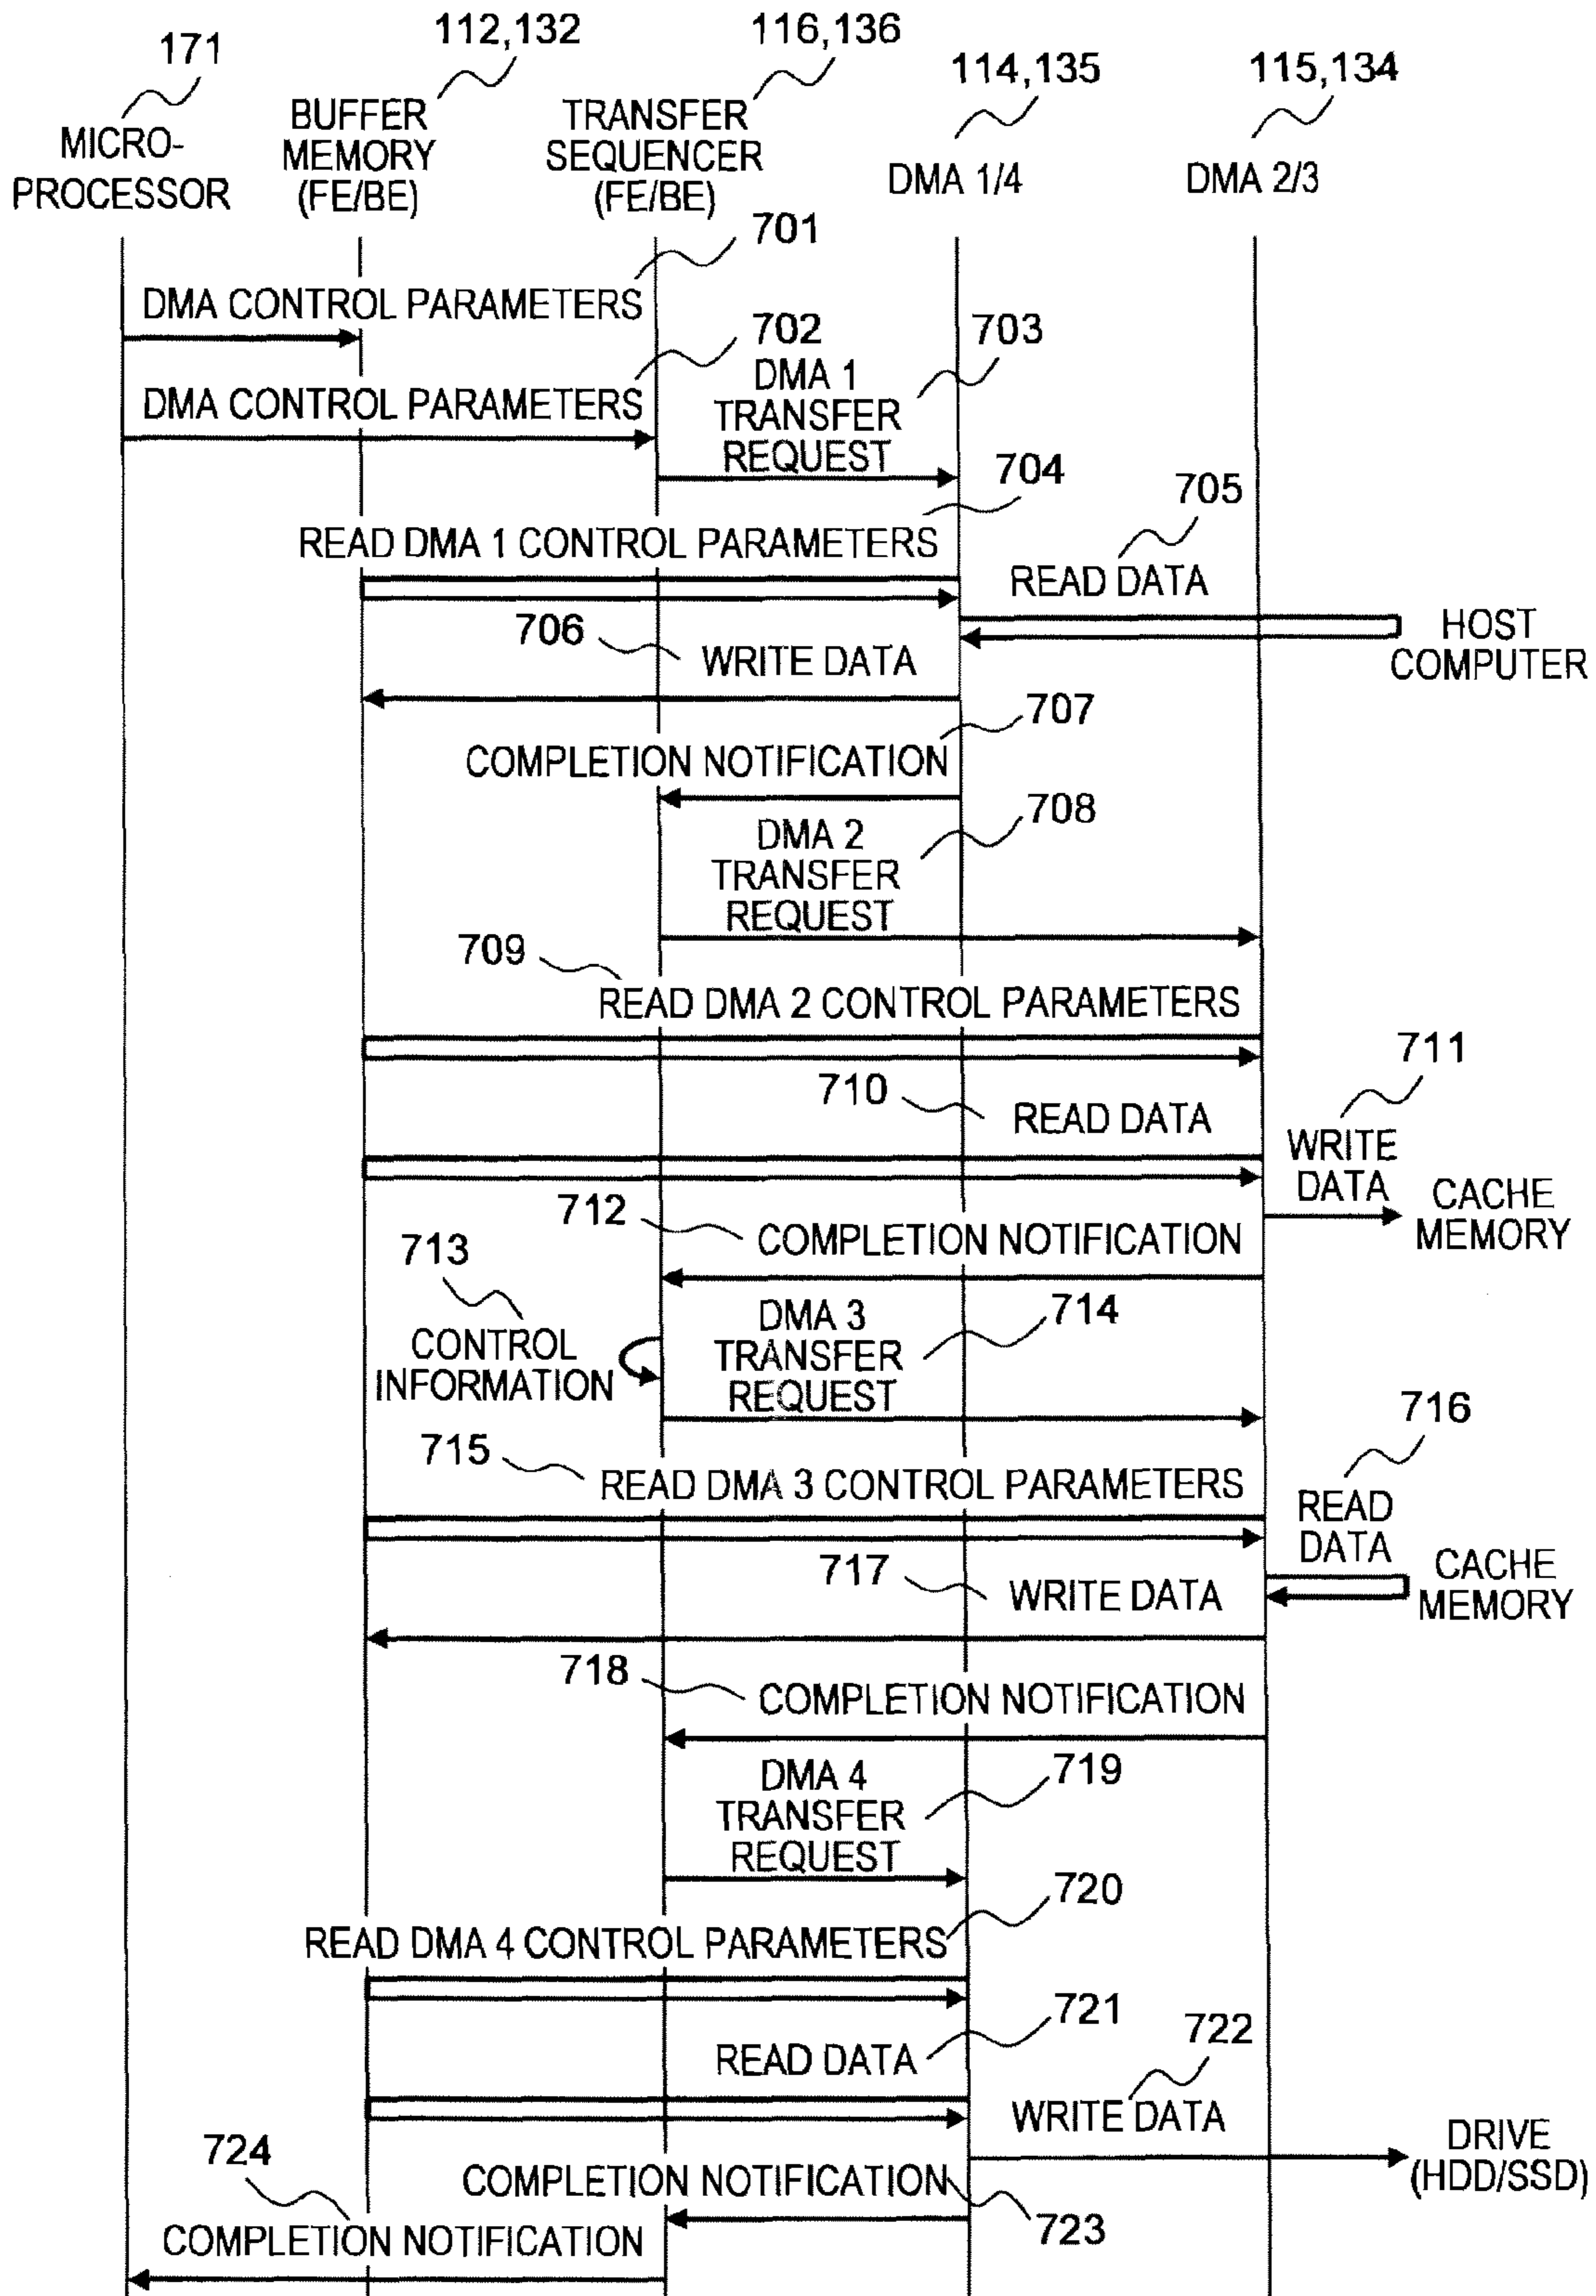 171
112,132
116,136
114,135
115,134
MICRO-
PROCESSOR
BUFFER
MEMORY
(FE/BE)
TRANSFER
SEQUENCER
(FE/BE)
DMA 1/4
DMA 2/3
701
DMA CONTROL PARAMETERS
702
DMA CONTROL PARAMETERS
703
DMA 1
TRANSFER
REQUEST
704
READ DMA 1 CONTROL PARAMETERS
705
READ DATA
HOST
COMPUTER
706
WRITE DATA
707
COMPLETION NOTIFICATION
708
DMA 2
TRANSFER
REQUEST
709
READ DMA 2 CONTROL PARAMETERS
710
READ DATA
711
WRITE
DATA
CACHE
MEMORY
712
COMPLETION NOTIFICATION
713
CONTROL
INFORMATION
714
DMA 3
TRANSFER
REQUEST
715
READ DMA 3 CONTROL PARAMETERS
716
READ
DATA
CACHE
MEMORY
717
WRITE DATA
718
COMPLETION NOTIFICATION
719
DMA 4
TRANSFER
REQUEST
720
READ DMA 4 CONTROL PARAMETERS
721
READ DATA
722
WRITE DATA
DRIVE
(HDD/SSD)
723
COMPLETION NOTIFICATION
724
COMPLETION NOTIFICATION